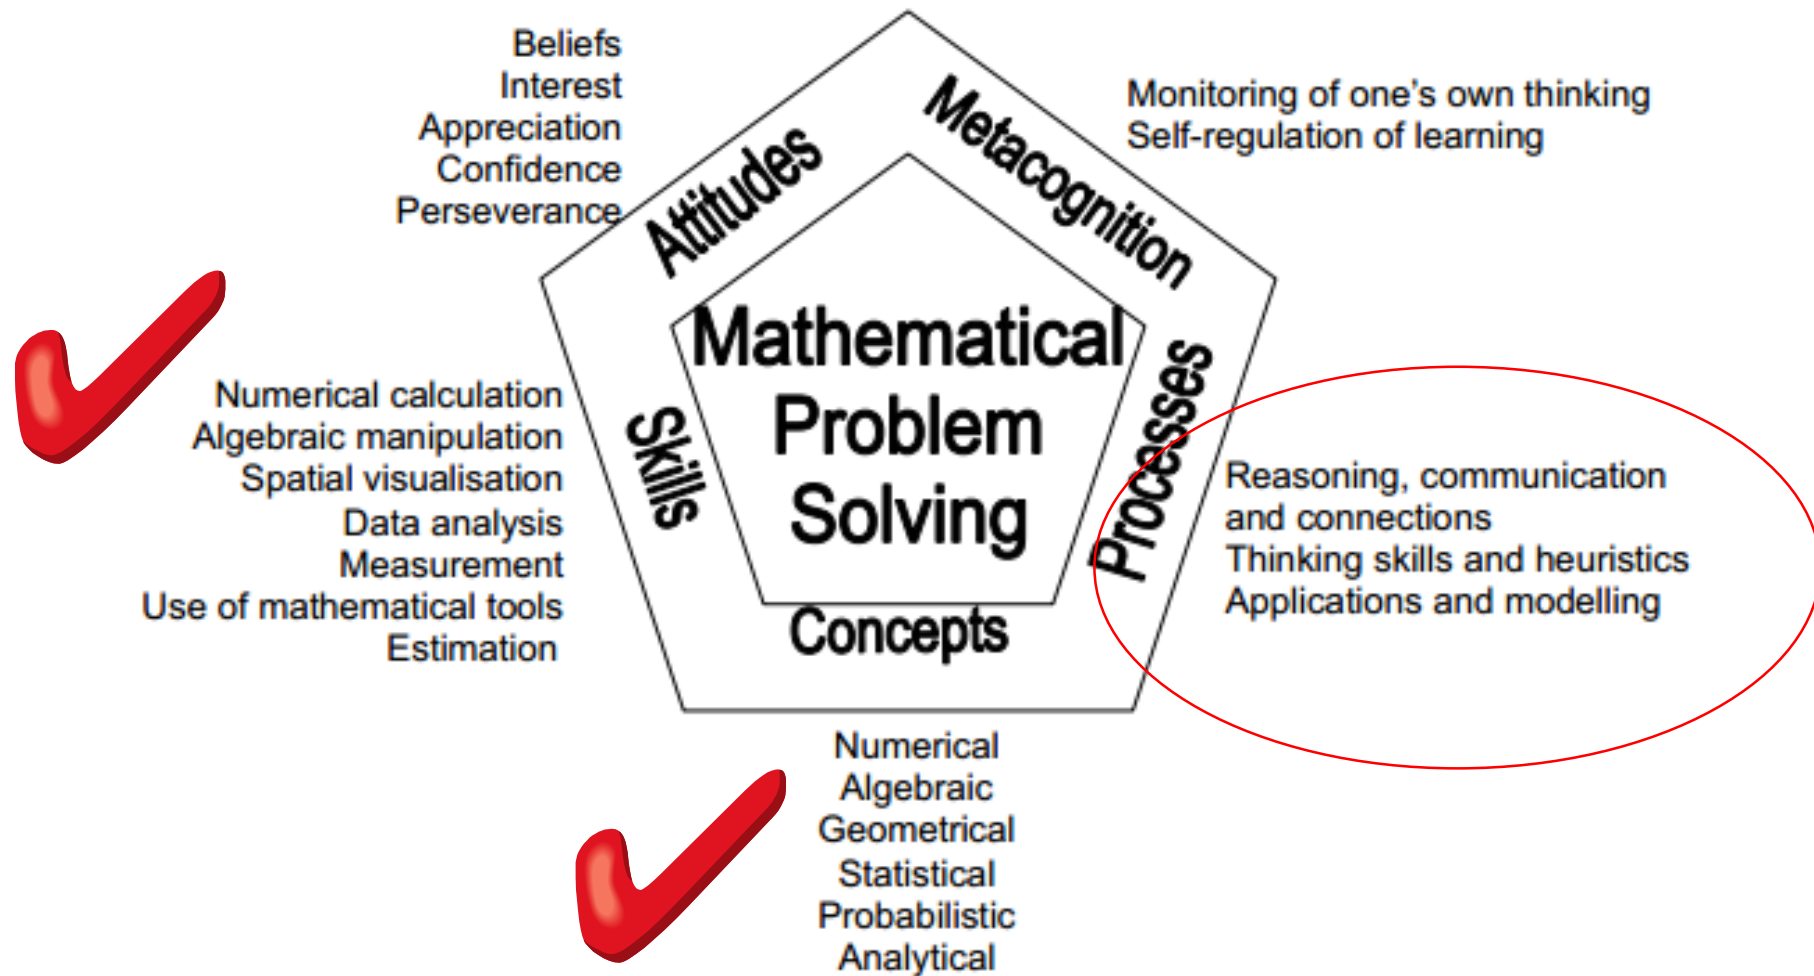 Beliefs
Interest
Appreciation
Confidence
Perseverance
Attitudes
Metacognition
Monitoring of one's own thinking
Self-regulation of learning
Mathematical
Problem
Solving
Numerical calculation
Algebraic manipulation
Spatial visualisation
Data analysis
Measurement
Use of mathematical tools
Estimation
Skills
Processes
Reasoning, communication
and connections
Thinking skills and heuristics
Applications and modelling
Concepts
Numerical
Algebraic
Geometrical
Statistical
Probabilistic
Analytical